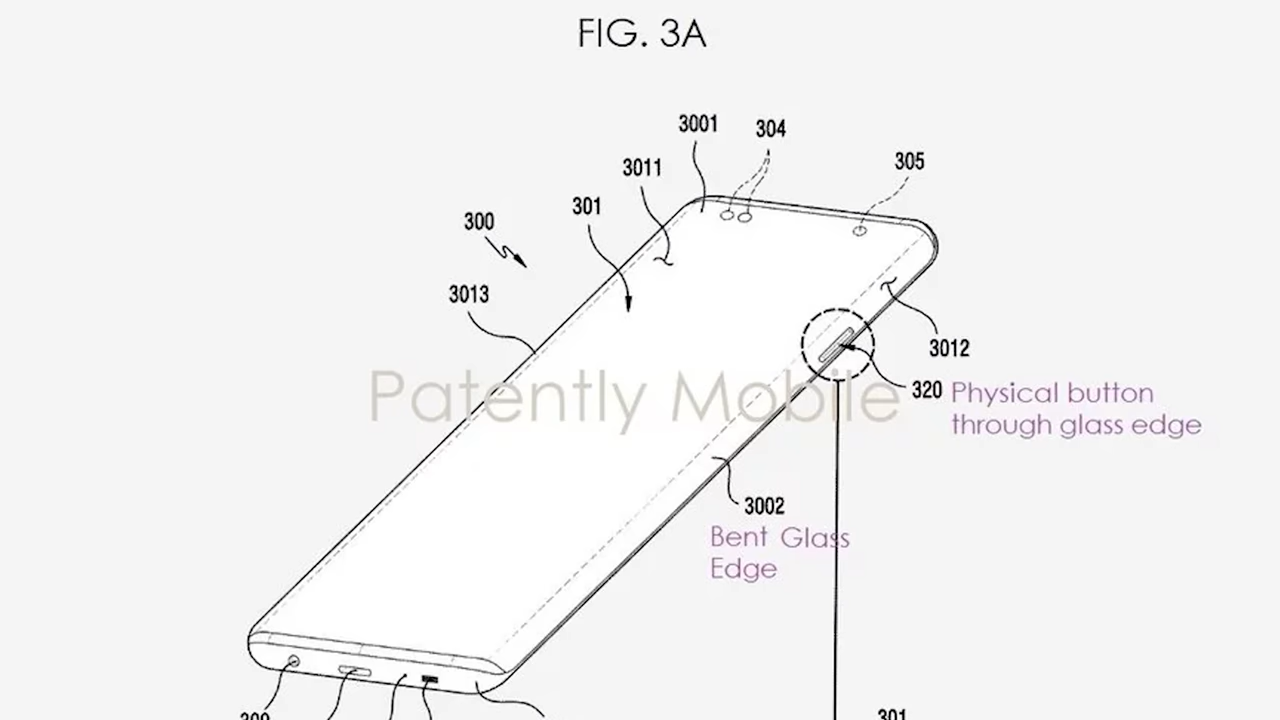 FIG. 3A
3001
304
3011
305
301
300
3013
3012
Patently Mobile
320
Physical button
through glass edge
3002
Bent Glass
Edge
309
301